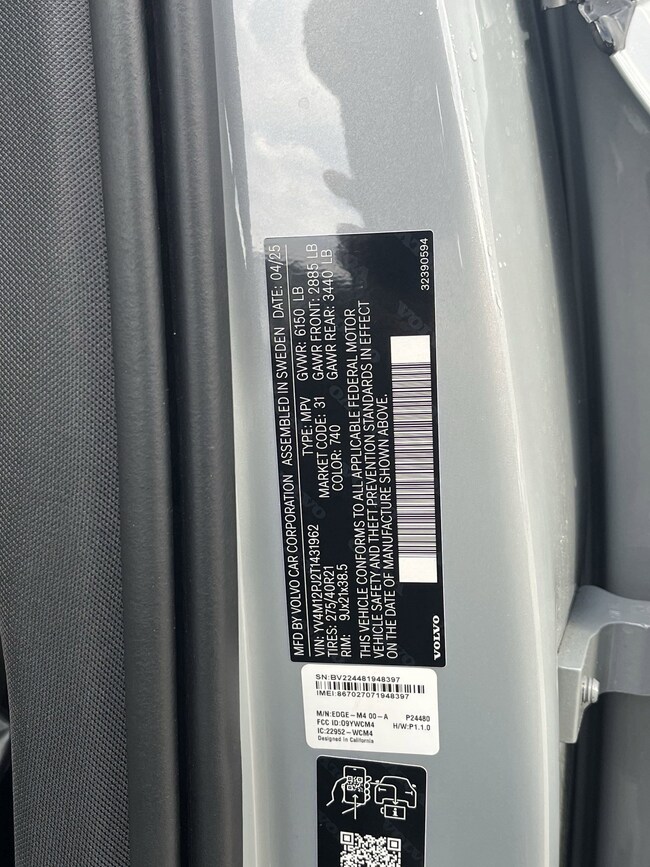 MFD BY VOLVO CAR CORPORATION ASSEMBLED IN SWEDEN DATE: 04/25
VIN: YV4M12PJ2T1431962 TYPE: MPV GVWR: 6150 LB
TIRES: 275/40R21 MARKET CODE: 31 GAWR FRONT: 2885 LB
RIM: 9Jx21x38.5 COLOR: 740 GAWR REAR: 3440 LB
THIS VEHICLE CONFORMS TO ALL APPLICABLE FEDERAL MOTOR
VEHICLE SAFETY AND THEFT PREVENTION STANDARDS IN EFFECT
ON THE DATE OF MANUFACTURE SHOWN ABOVE.
VOLVO 32390594
SN:BV224481948397
IMEI:867027071948397
M/N:EDGE-M4 00-A P24480
FCC ID:O9YWCM4 H/W:P1.1.0
IC:22952-WCM4
Designed in California